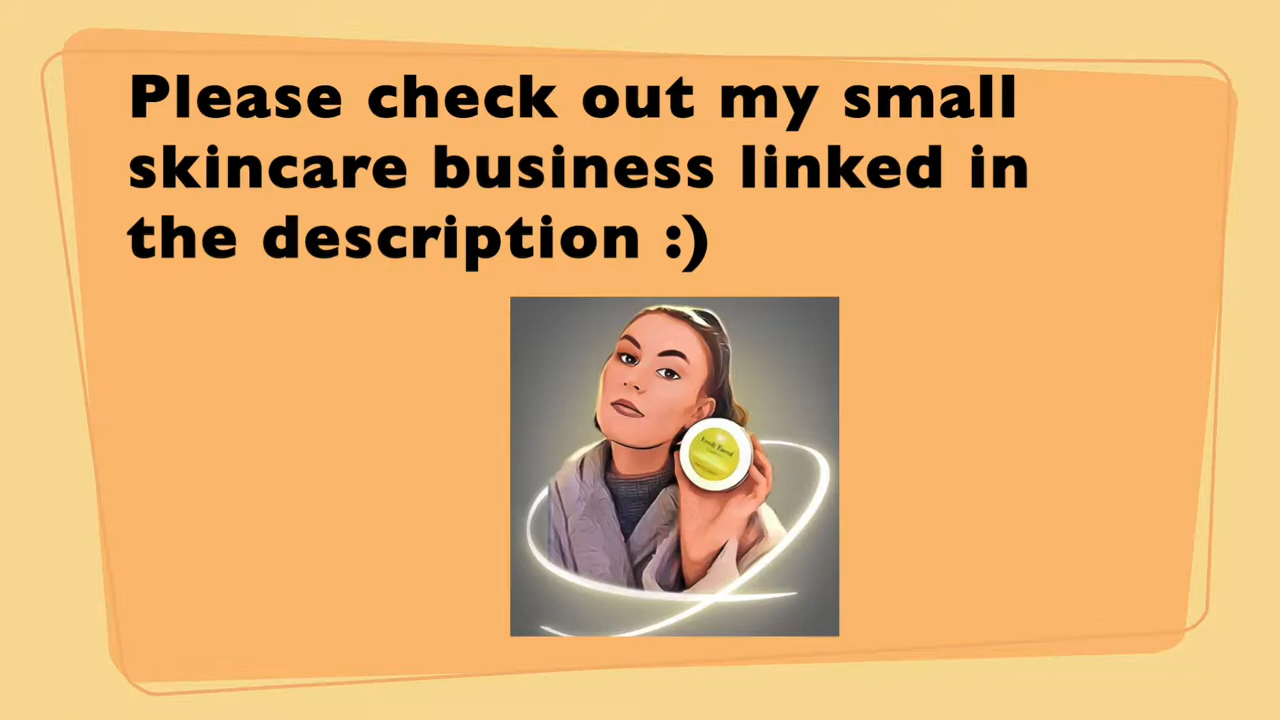 Please check out my small
skincare business linked in
the description :)